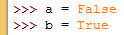 >>> a = False
>>> b = True